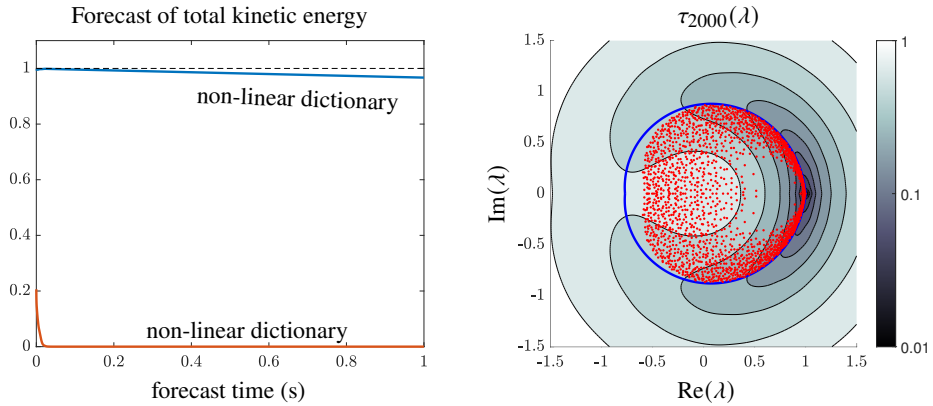 Forecast of total kinetic energy
1
0.8
0.6
0.4
0.2
0
non-linear dictionary
non-linear dictionary
0 0.2 0.4 0.6 0.8 1
forecast time (s)
τ2000(λ)
Im(λ)
1.5
1
0.5
0
-0.5
-1
-1.5
-1.5 -1 -0.5 0 0.5 1 1.5
Re(λ)
1
0.1
0.01